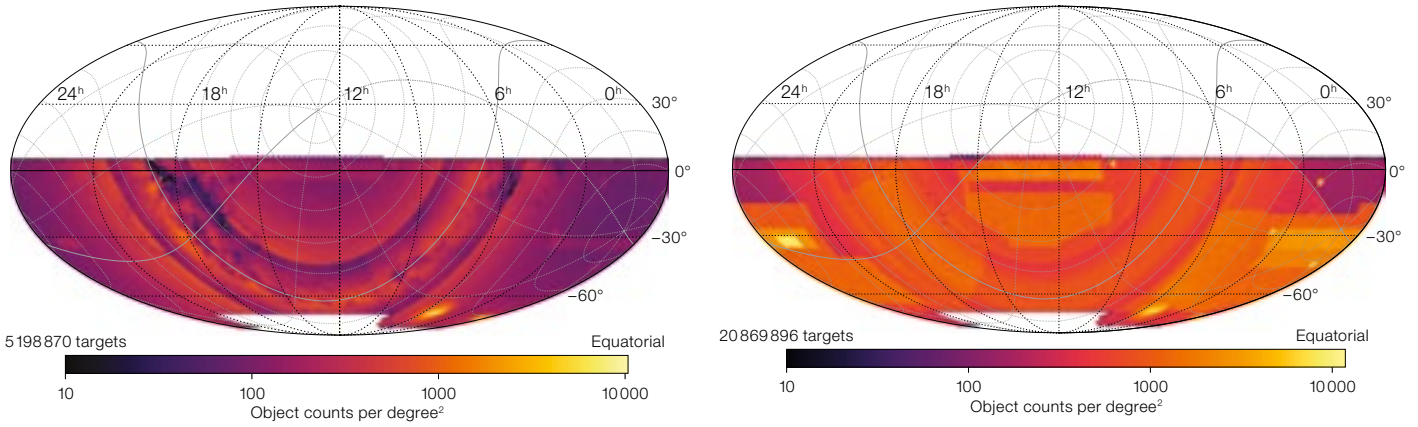 24h 18h 12h 6h 0h
30°
0°
−30°
−60°
5 198 870 targets Equatorial
10 100 1000 10 000
Object counts per degree2
24h 18h 12h 6h 0h
30°
0°
−30°
−60°
20 869 896 targets Equatorial
10 100 1000 10 000
Object counts per degree2